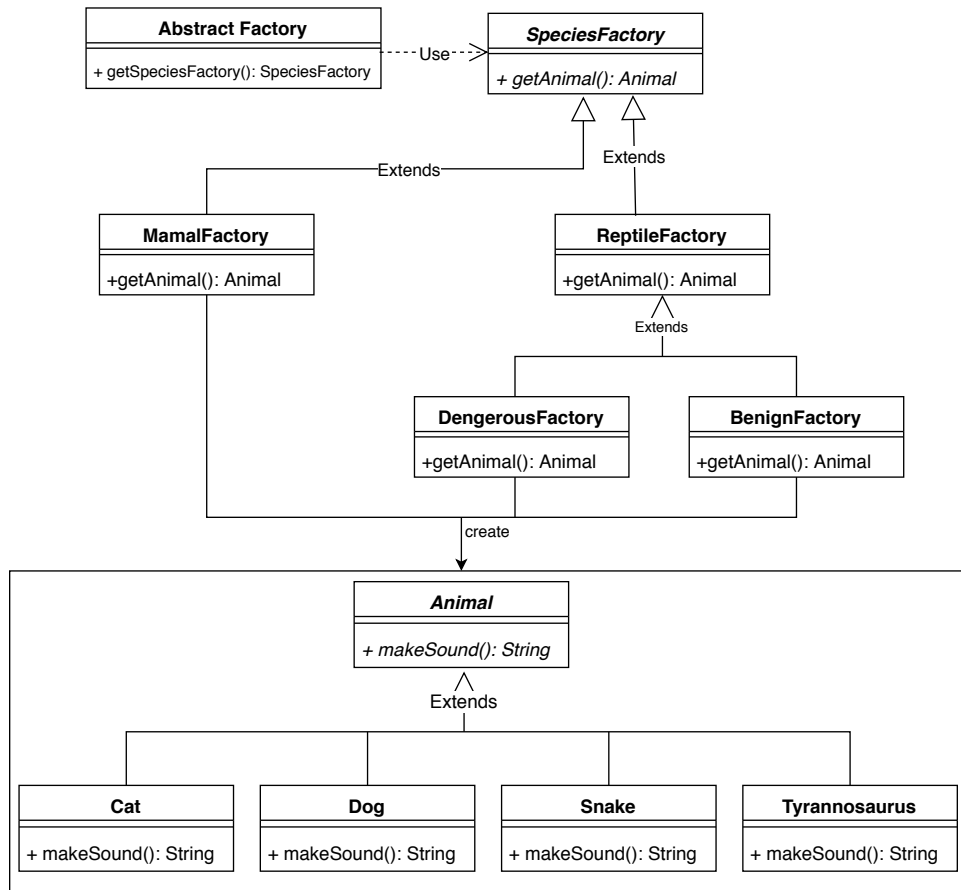 Abstract Factory
+ getSpeciesFactory(): SpeciesFactory
Use
SpeciesFactory
+ getAnimal(): Animal
Extends
Extends
MamalFactory
+getAnimal(): Animal
ReptileFactory
+getAnimal(): Animal
Extends
DengerousFactory
+getAnimal(): Animal
BenignFactory
+getAnimal(): Animal
create
Animal
+ makeSound(): String
Extends
Cat
+ makeSound(): String
Dog
+ makeSound(): String
Snake
+ makeSound(): String
Tyrannosaurus
+ makeSound(): String